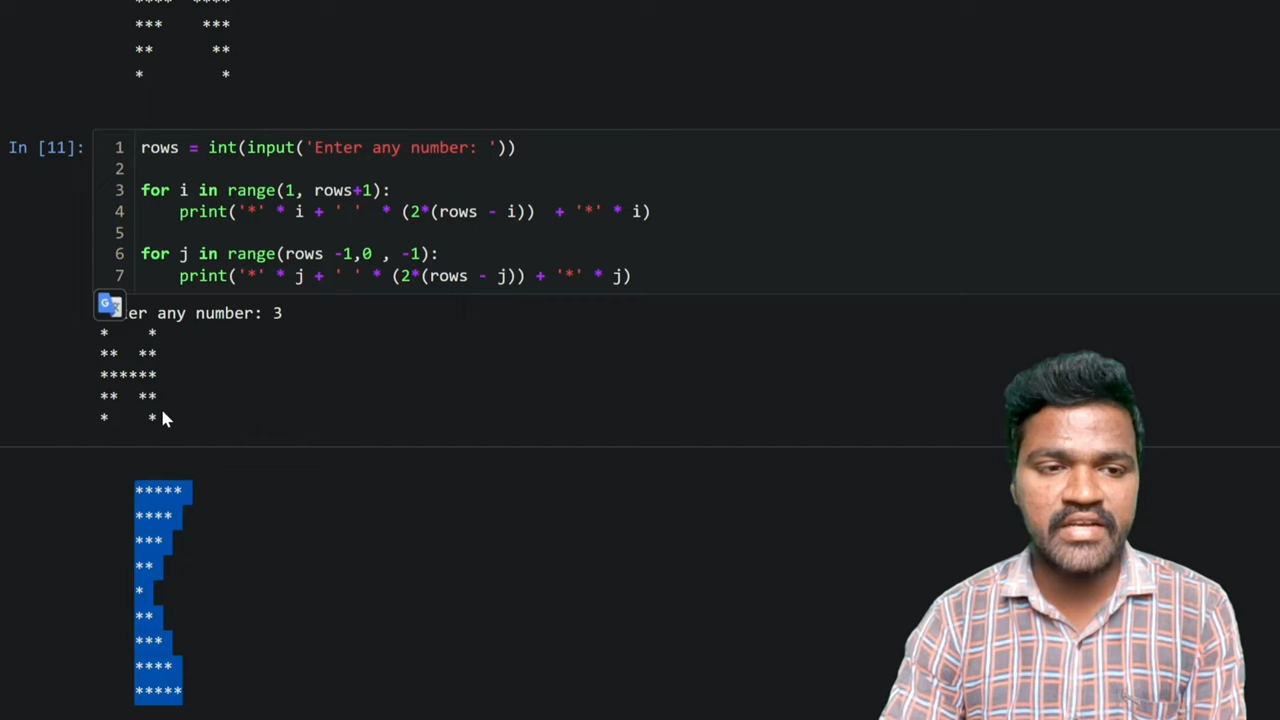 ****  ****
***    ***
**      **
*        *
In [11]:
1 rows = int(input('Enter any number: '))
2
3 for i in range(1, rows+1):
4     print('*' * i + ' '  * (2*(rows - i))  + '*' * i)
5
6 for j in range(rows -1,0 , -1):
7     print('*' * j + ' ' * (2*(rows - j)) + '*' * j)
er any number: 3
*    *
**  **
******
**  **
*    *
*****
****
***
**
*
**
***
****
*****